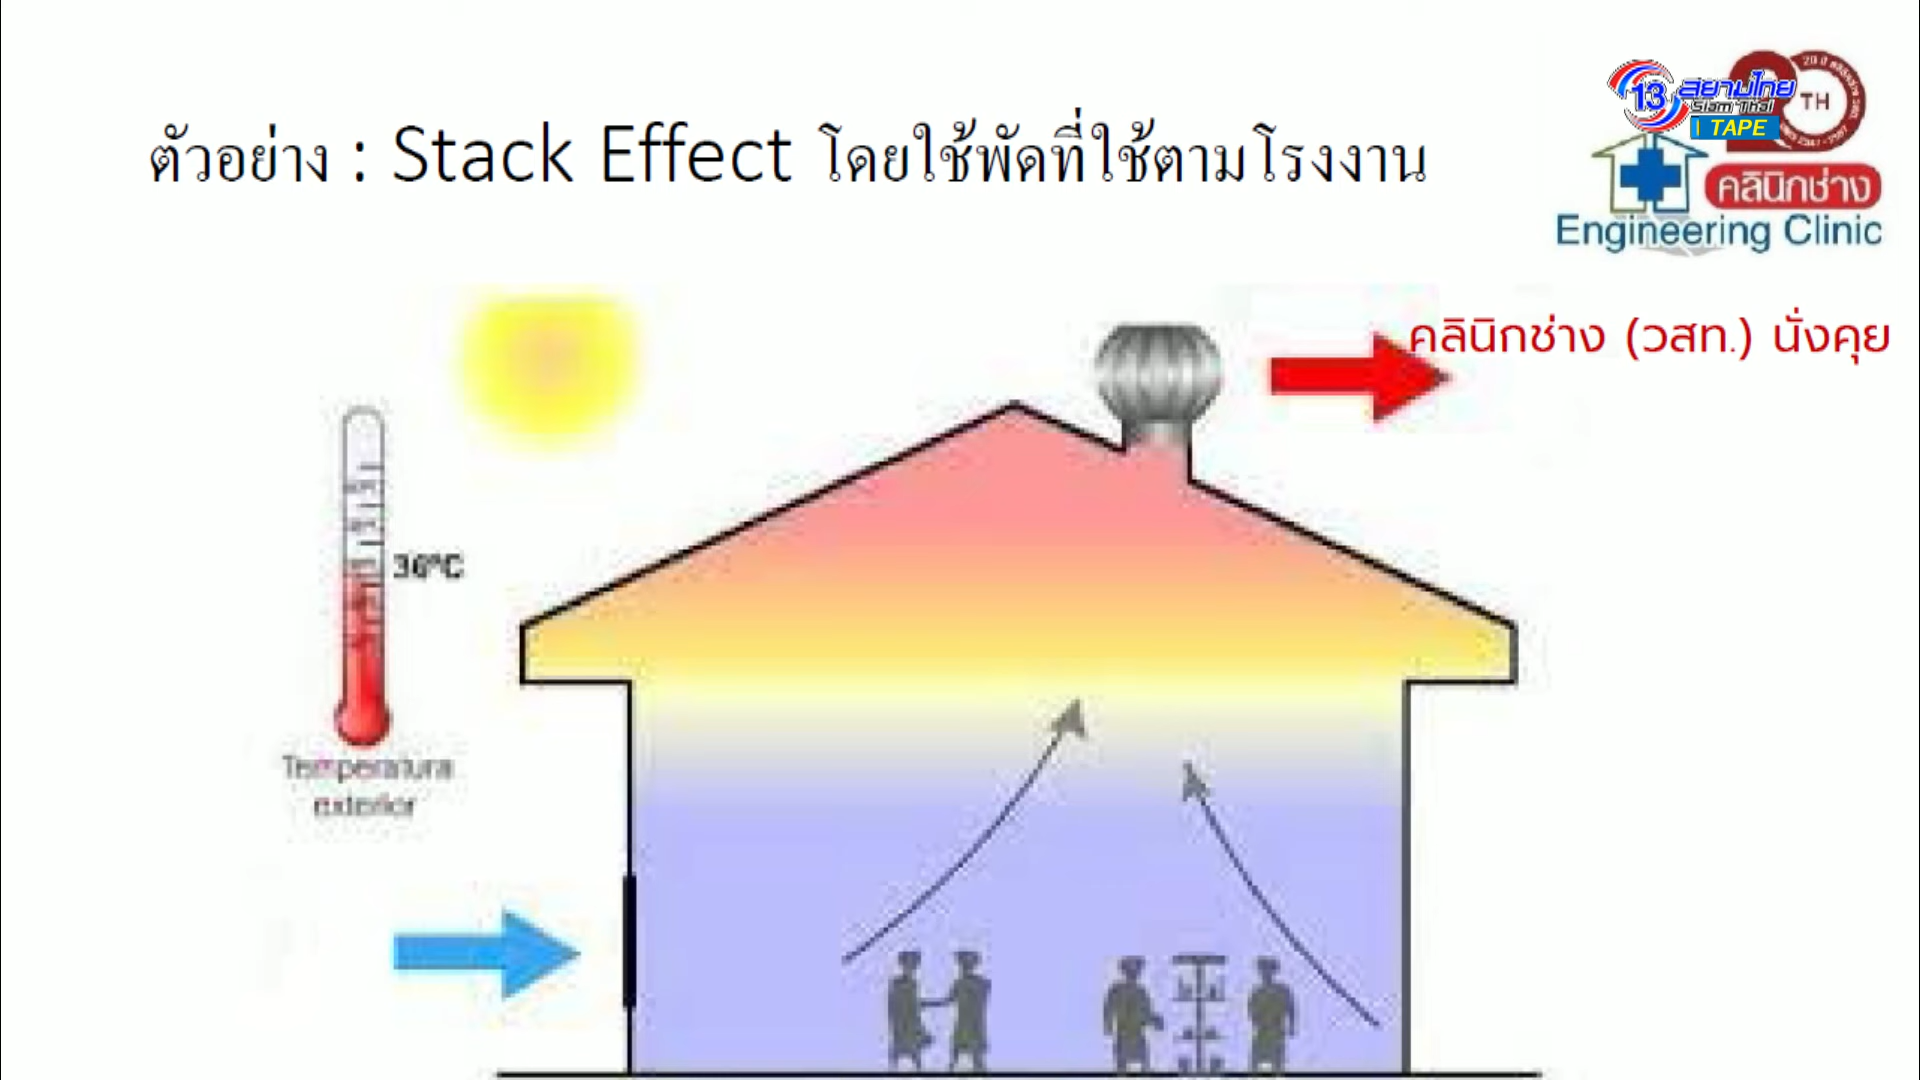 ตัวอย่าง : Stack Effect โดยใช้พัดที่ใช้ตามโรงงาน
13 สยามไทย
Siam Thai
TAPE
TH
คลินิกช่าง
Engineering Clinic
คลินิกช่าง (วสท.) นั่งคุย
36°C
Temperatura
exterior